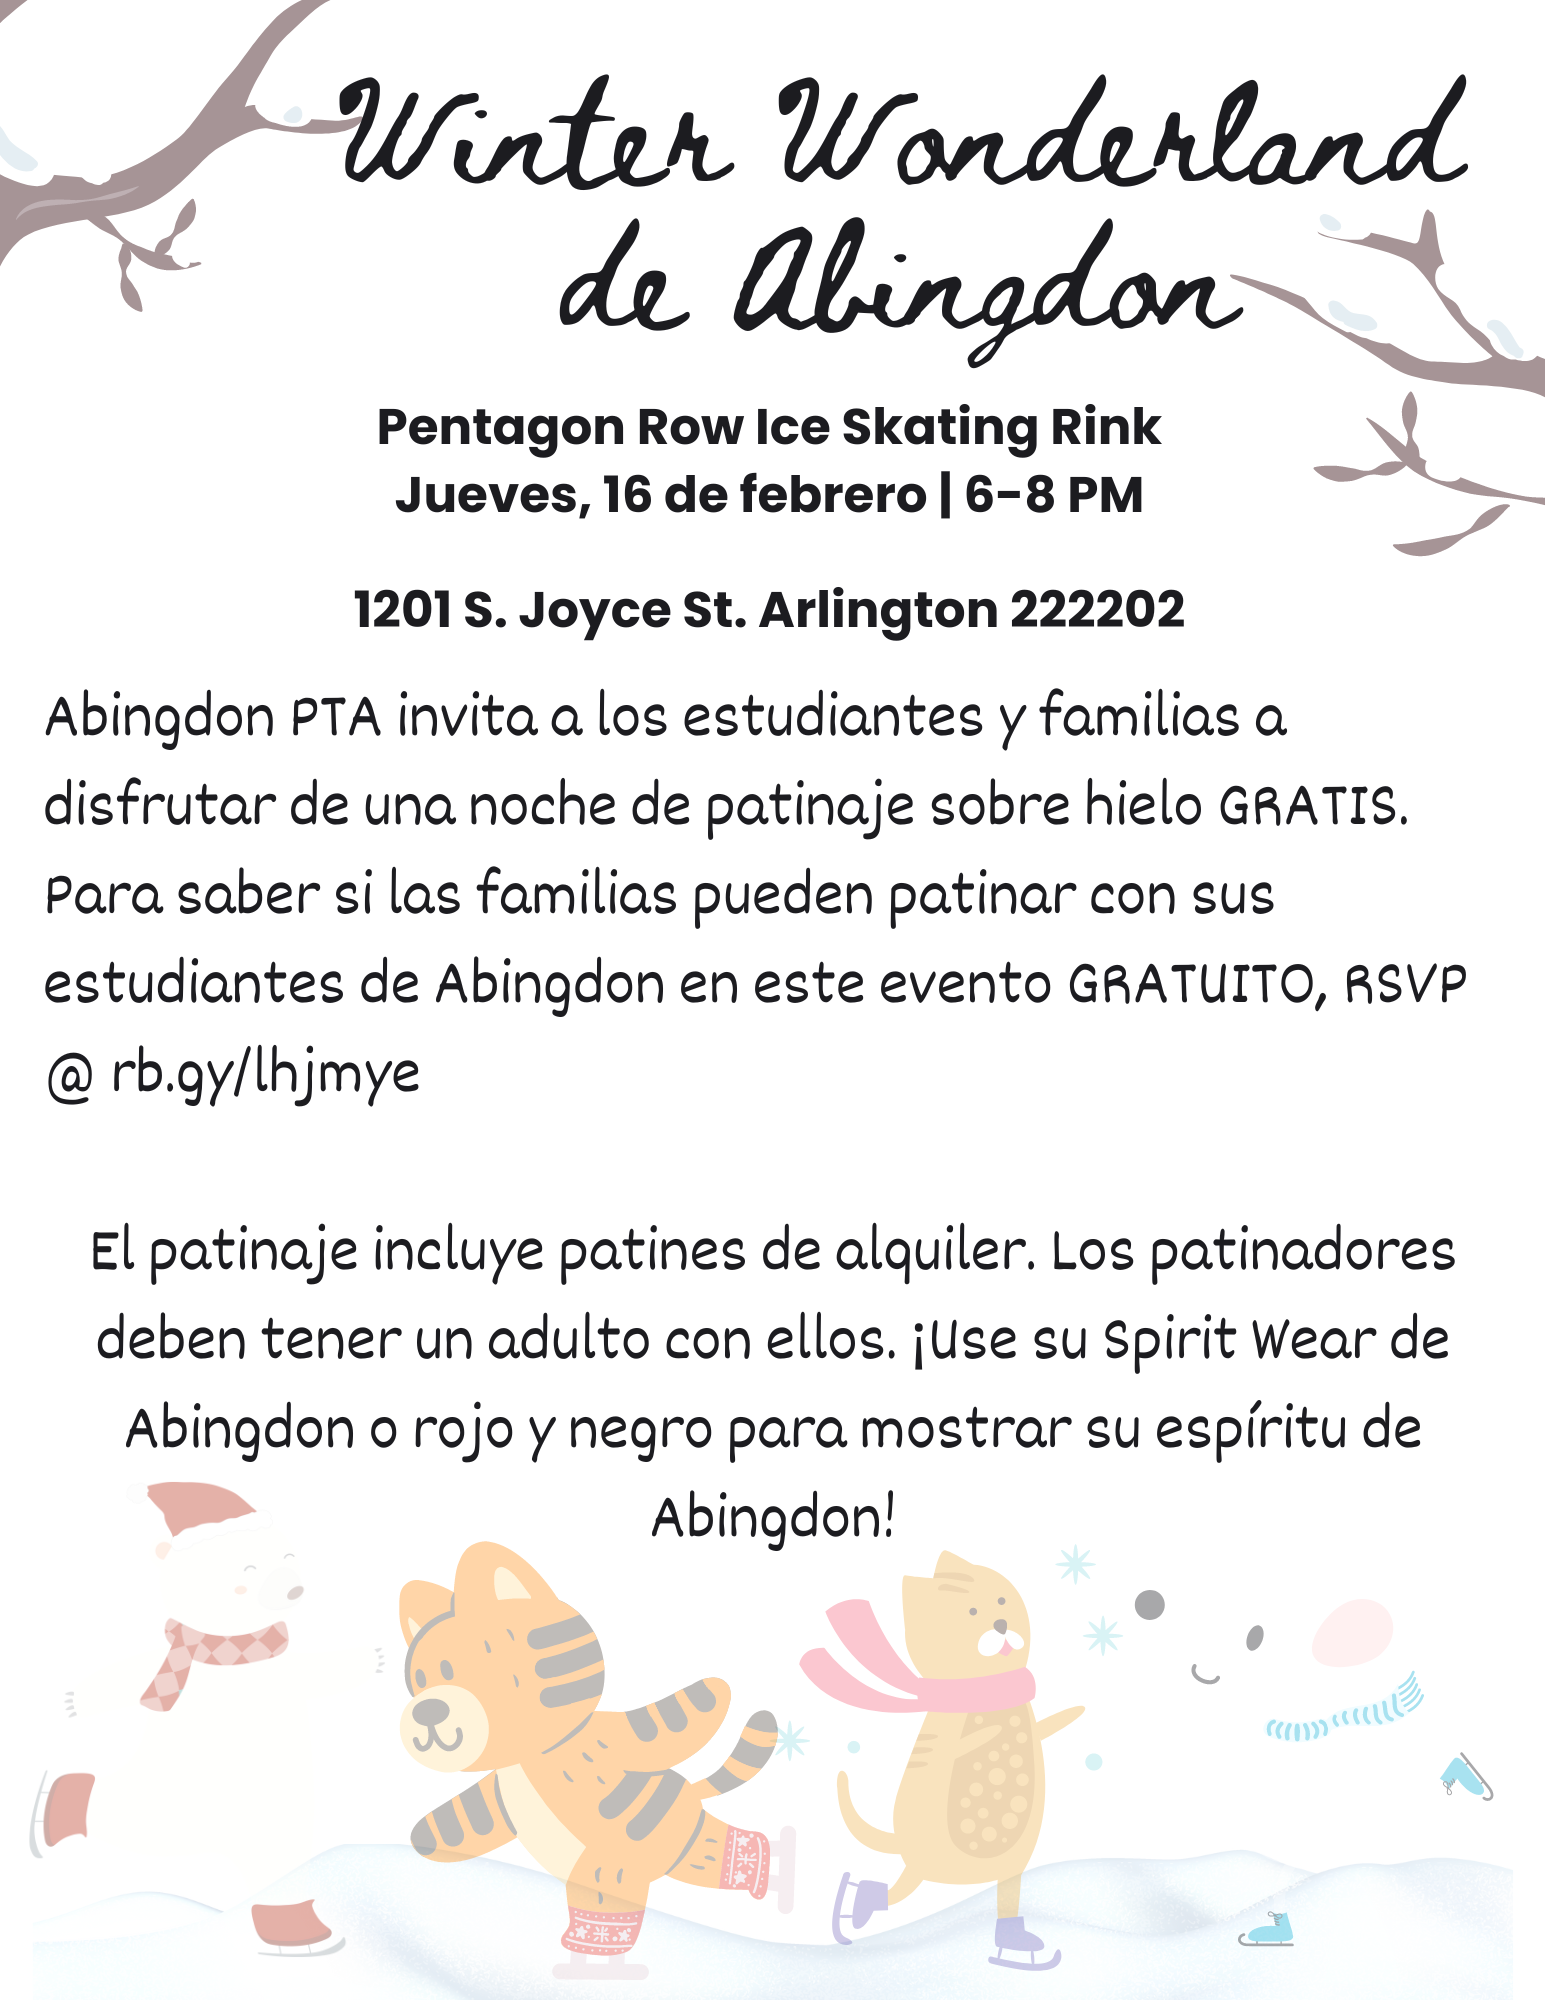 Winter Wonderland
de Abingdon
Pentagon Row Ice Skating Rink
Jueves, 16 de febrero | 6-8 PM
1201 S. Joyce St. Arlington 222202
Abingdon PTA invita a los estudiantes y familias a
disfrutar de una noche de patinaje sobre hielo GRATIS.
Para saber si las familias pueden patinar con sus
estudiantes de Abingdon en este evento GRATUITO, RSVP
@ rb.gy/lhjmye
El patinaje incluye patines de alquiler. Los patinadores
deben tener un adulto con ellos. ¡Use su Spirit Wear de
Abingdon o rojo y negro para mostrar su espíritu de
Abingdon!